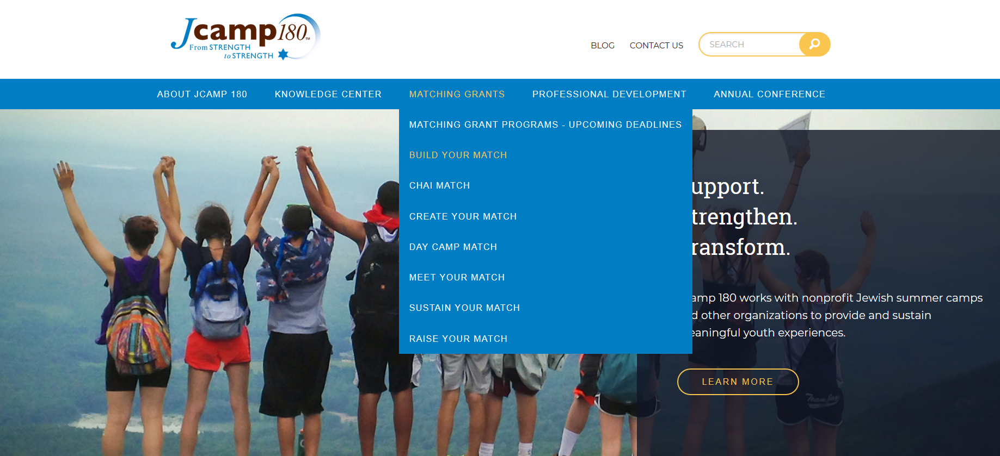 Jcamp180™
From STRENGTH
to STRENGTH
BLOG
CONTACT US
SEARCH
ABOUT JCAMP 180
KNOWLEDGE CENTER
MATCHING GRANTS
PROFESSIONAL DEVELOPMENT
ANNUAL CONFERENCE
MATCHING GRANT PROGRAMS - UPCOMING DEADLINES
BUILD YOUR MATCH
CHAI MATCH
CREATE YOUR MATCH
DAY CAMP MATCH
MEET YOUR MATCH
SUSTAIN YOUR MATCH
RAISE YOUR MATCH
upport.
trengthen.
ransform.
amp 180 works with nonprofit Jewish summer camps
d other organizations to provide and sustain
eaningful youth experiences.
LEARN MORE